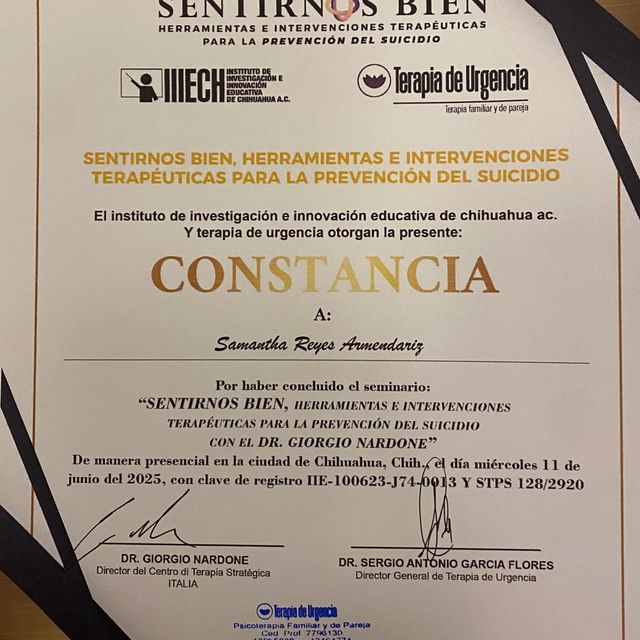 SENTIRNOS BIEN
HERRAMIENTAS E INTERVENCIONES TERAPÉUTICAS
PARA LA PREVENCIÓN DEL SUICIDIO
IIIECH INSTITUTO DE
INVESTIGACIÓN E
INNOVACIÓN
EDUCATIVA
DE CHIHUAHUA A.C.
Terapia de Urgencia
Terapia familiar y de pareja
SENTIRNOS BIEN, HERRAMIENTAS E INTERVENCIONES
TERAPÉUTICAS PARA LA PREVENCIÓN DEL SUICIDIO
El instituto de investigación e innovación educativa de chihuahua ac.
Y terapia de urgencia otorgan la presente:
CONSTANCIA
A:
Samantha Reyes Armendariz
Por haber concluido el seminario:
“SENTIRNOS BIEN, HERRAMIENTAS E INTERVENCIONES
TERAPÉUTICAS PARA LA PREVENCIÓN DEL SUICIDIO
CON EL DR. GIORGIO NARDONE”
De manera presencial en la ciudad de Chihuahua, Chih., el día miércoles 11 de
junio del 2025, con clave de registro IIE-100623-J74-0013 Y STPS 128/2920
DR. GIORGIO NARDONE
Director del Centro di Terapia Stratégica
ITALIA
DR. SERGIO ANTONIO GARCIA FLORES
Director General de Terapia de Urgencia
Terapia de Urgencia
Psicoterapia Familiar y de Pareja
Ced. Prof. 7796130